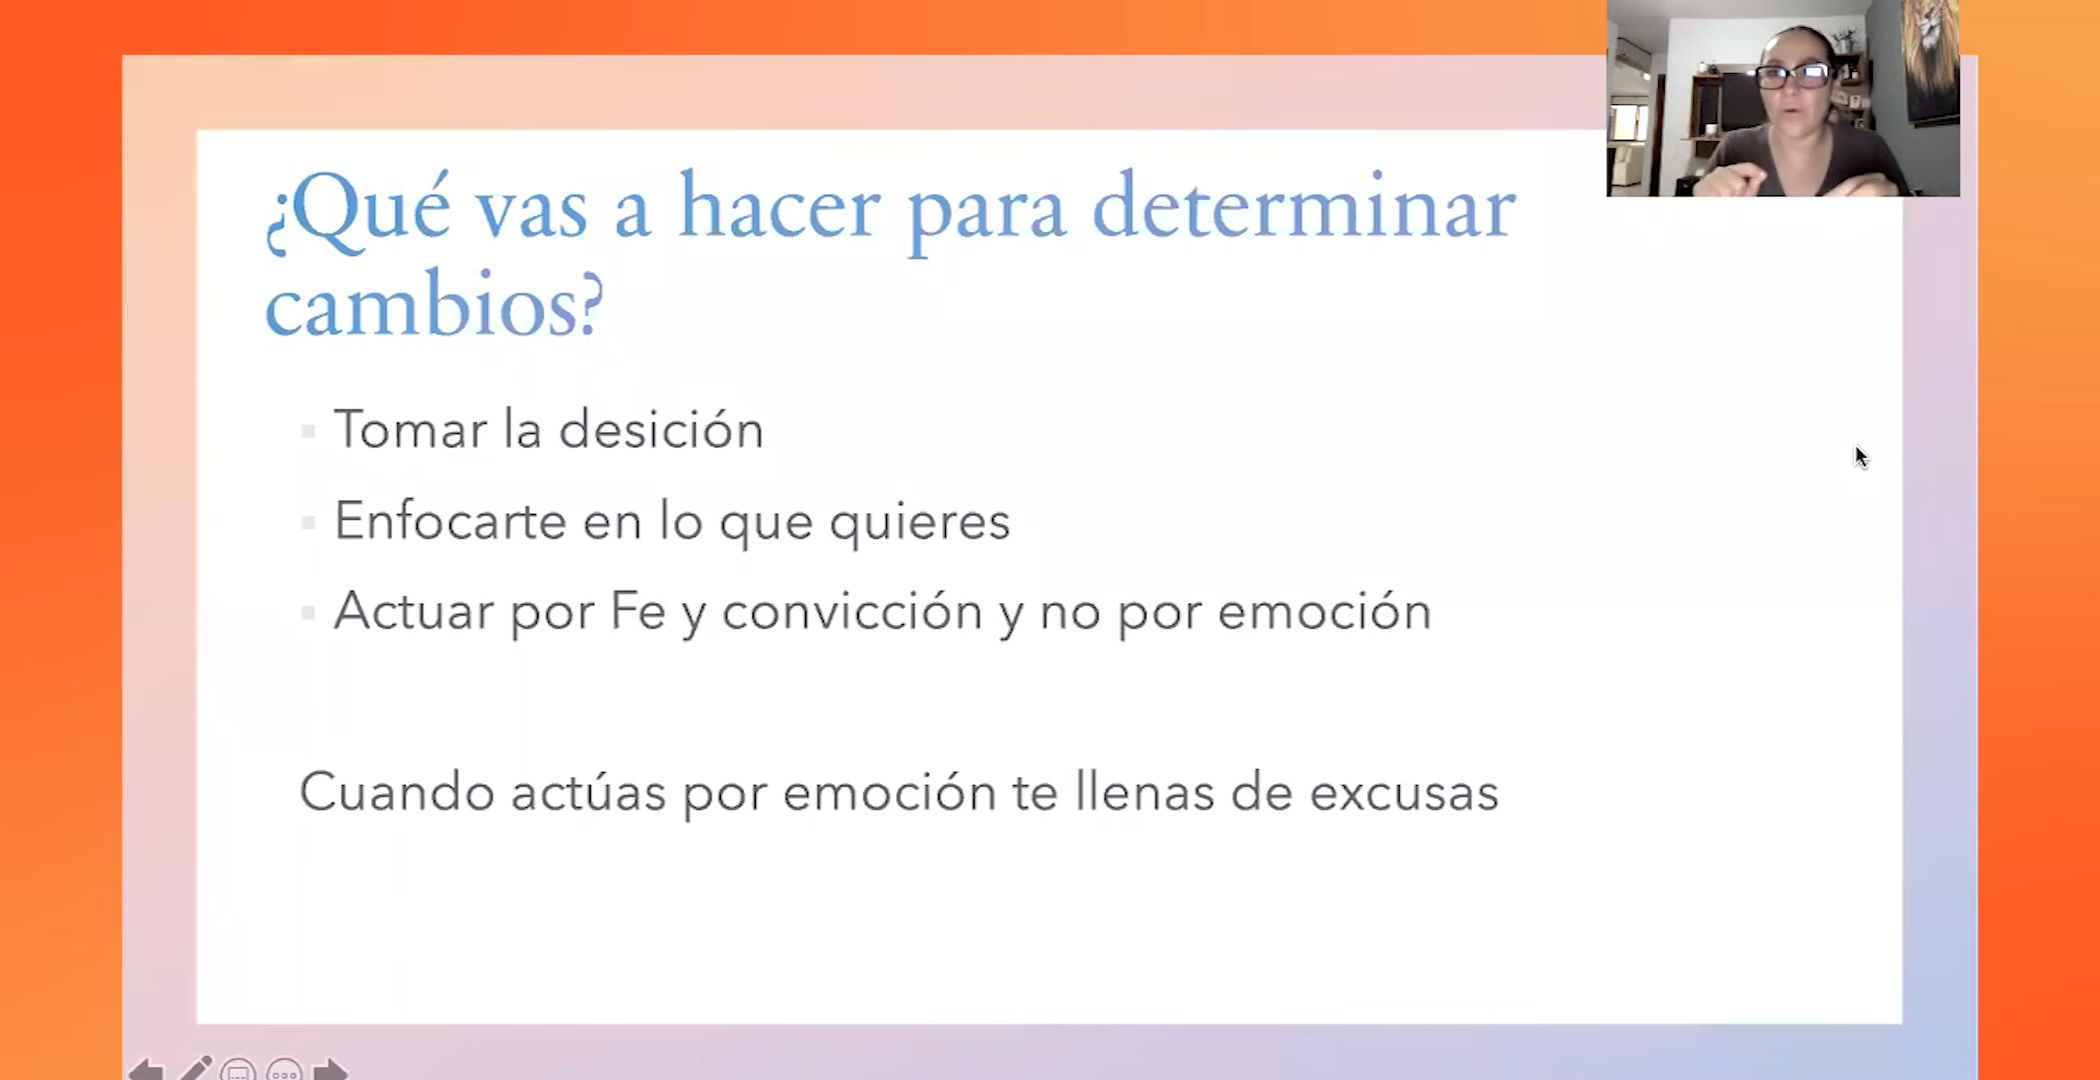 ¿Qué vas a hacer para determinar
cambios?
Tomar la desición
Enfocarte en lo que quieres
Actuar por Fe y convicción y no por emoción
Cuando actúas por emoción te llenas de excusas